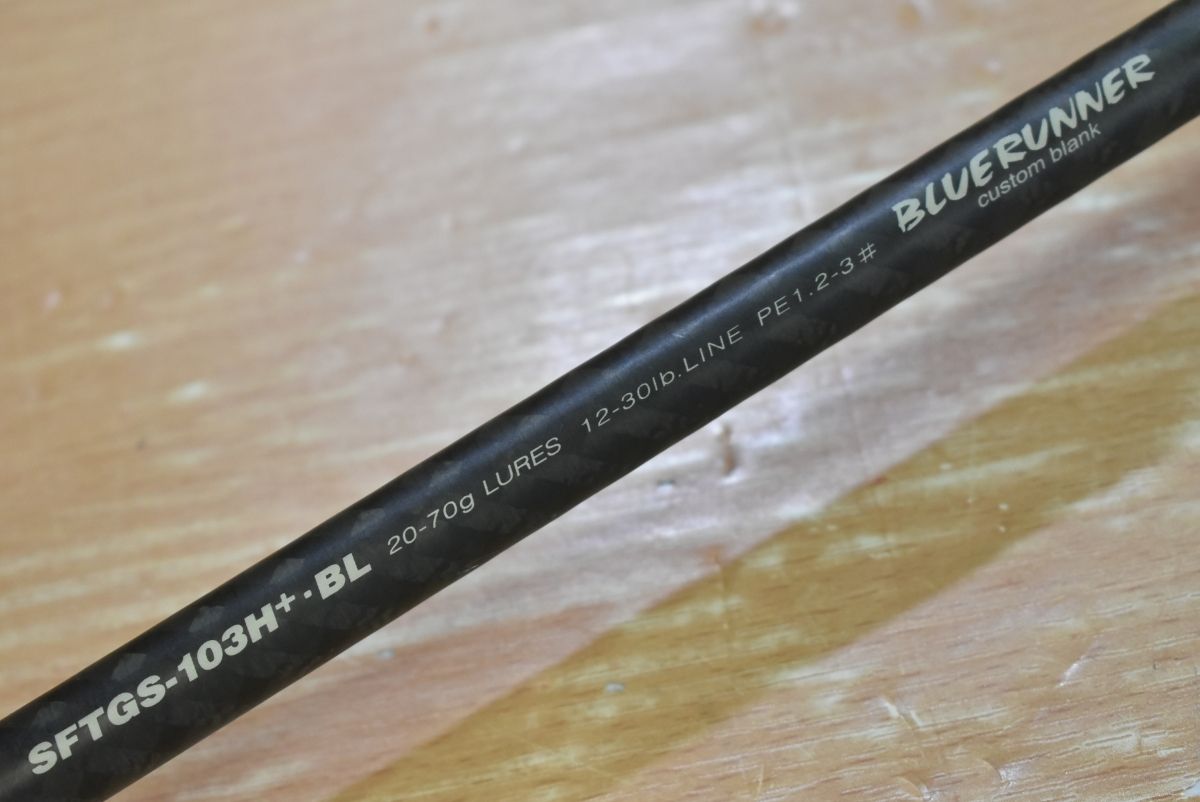 SFTGS-103H+·BL 20-70g LURES 12-30lb.LINE PE1.2-3# BLUERUNNER
custom blank